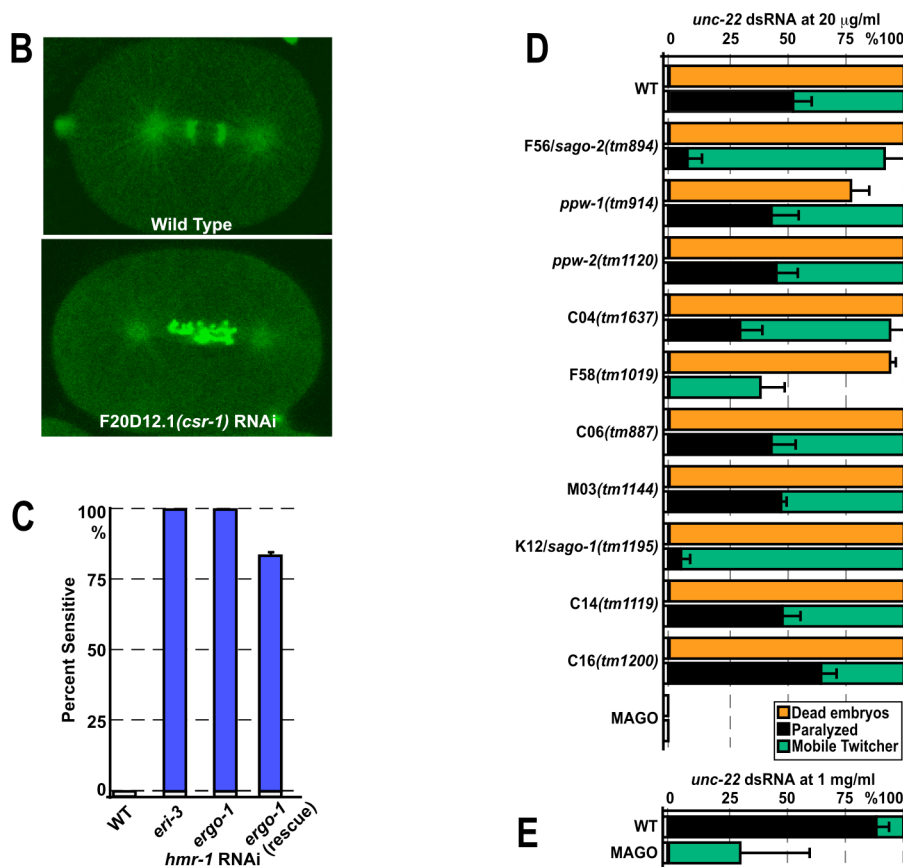 B
Wild Type
F20D12.1(csr-1) RNAi
C
100
%
75
50
25
0
Percent Sensitive
WT
eri-3
ergo-1
ergo-1
(rescue)
hmr-1 RNAi
D
unc-22 dsRNA at 20 μg/ml
0 25 50 75 %100
WT
F56/sago-2(tm894)
ppw-1(tm914)
ppw-2(tm1120)
C04(tm1637)
F58(tm1019)
C06(tm887)
M03(tm1144)
K12/sago-1(tm1195)
C14(tm1119)
C16(tm1200)
MAGO
Dead embryos
Paralyzed
Mobile Twitcher
E
unc-22 dsRNA at 1 mg/ml
0 25 50 75 %100
WT
MAGO